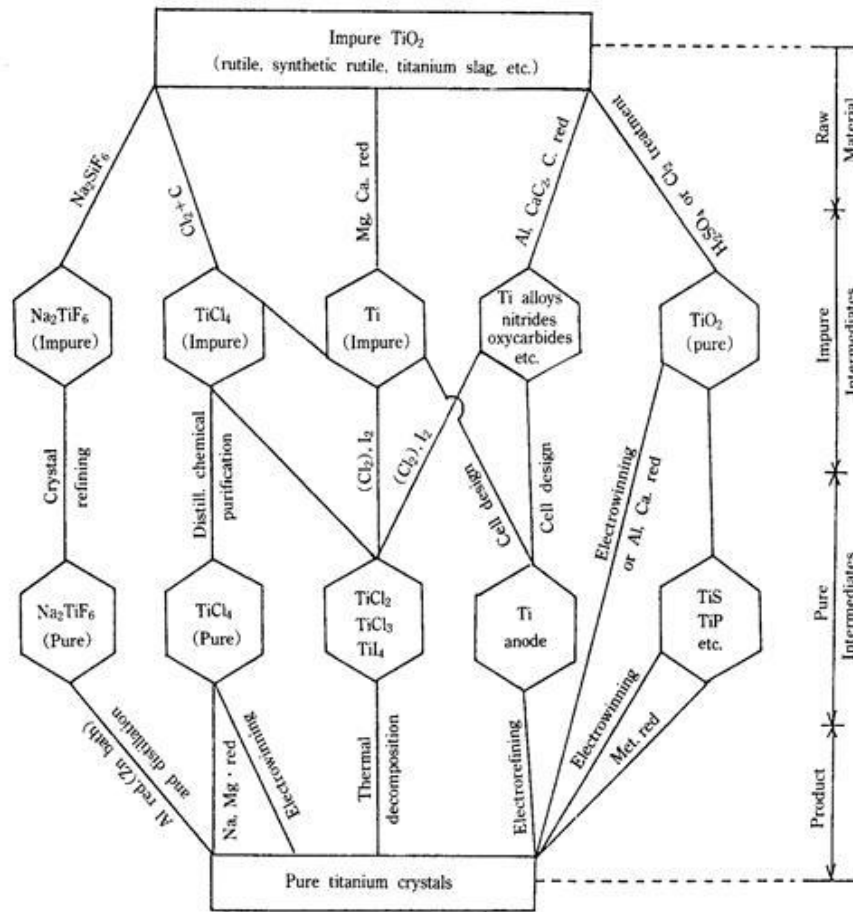 Impure TiO₂
(rutile, synthetic rutile, titanium slag, etc.)
Raw
Material
Na₂SiF₆
Cl₂+C
Mg, Ca. red
Al, CaC₂, C. red
H₂SO₄ or Cl₂ treatment
Na₂TiF₆
(Impure)
TiCl₄
(Impure)
Ti
(Impure)
Ti alloys
nitrides
oxycarbides
etc.
TiO₂
(pure)
Impure
Intermediates
Crystal
refining
Distill. chemical
purification
(Cl₂), I₂
(Cl₂), I₂
Cell design
Cell design
Electrowinning
or Al, Ca. red
Na₂TiF₆
(Pure)
TiCl₄
(Pure)
TiCl₂
TiCl₃
TiI₄
Ti
anode
TiS
TiP
etc.
Pure
Intermediates
Al red.(Zn bath)
and distillation
Na, Mg・red
Electrowinning
Thermal
decomposition
Electrorefining
Electrowinning
Met. red
Product
Pure titanium crystals